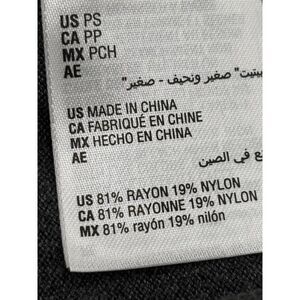 US PS
CA PP
MX PCH
AE
بيتيت" صغير ونحيف - صغير"
US MADE IN CHINA
CA FABRIQUÉ EN CHINE
MX HECHO EN CHINA
AE
في الصين
US 81% RAYON 19% NYLON
CA 81% RAYONNE 19% NYLON
MX 81% rayón 19% nilón